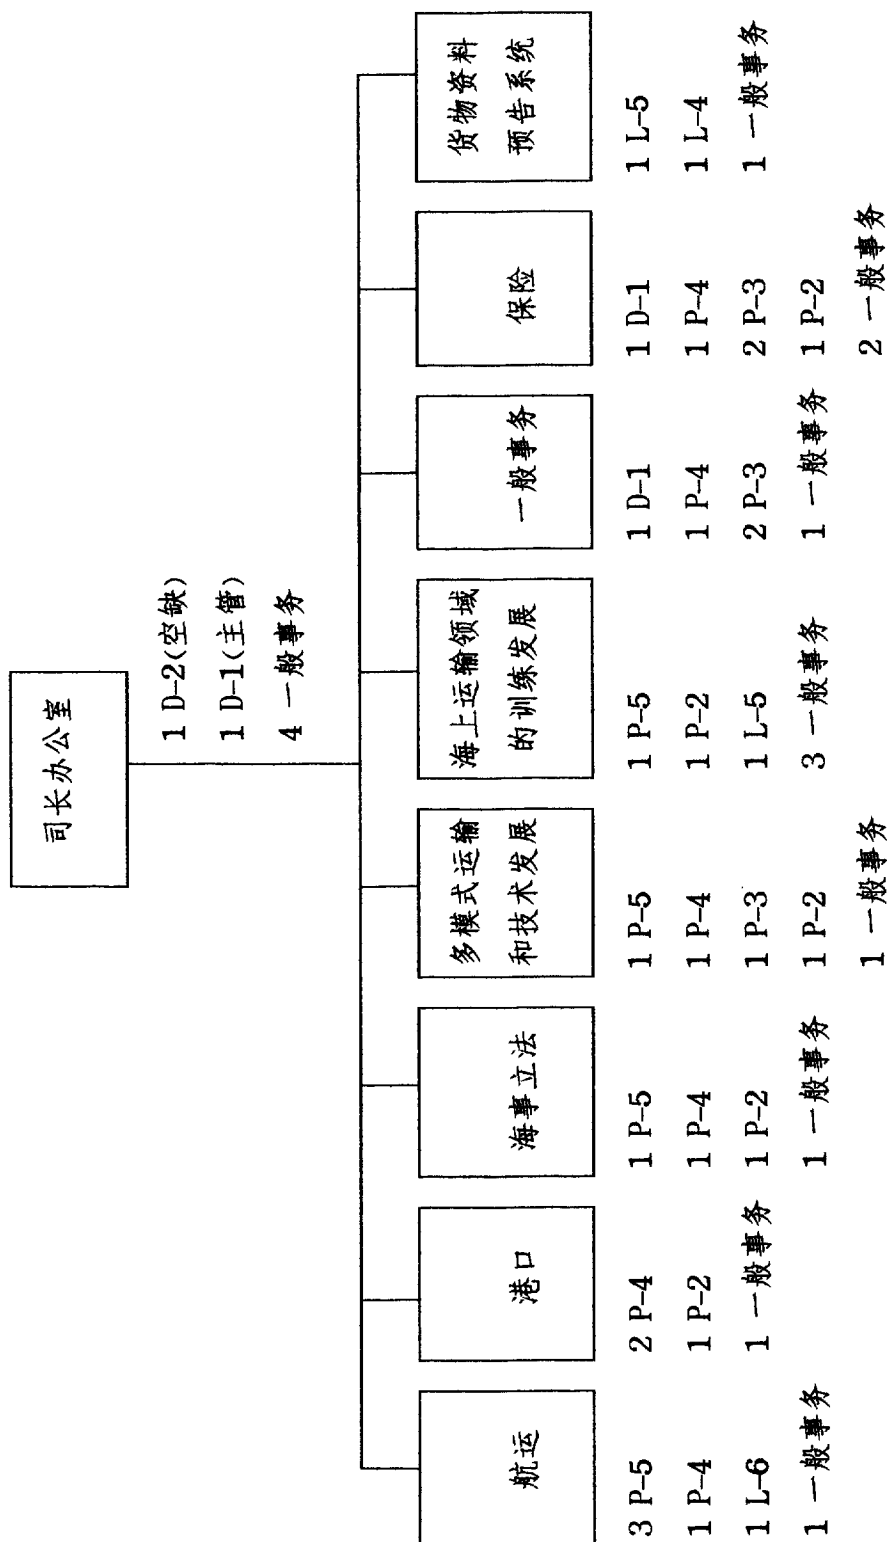 司长办公室
1 D-2(空缺)
1 D-1(主管)
4 一般事务
航运
3 P-5
1 P-4
1 L-6
1 一般事务
港口
2 P-4
1 P-2
1 一般事务
海事立法
1 P-5
1 P-4
1 P-2
1 一般事务
多模式运输
和技术发展
1 P-5
1 P-4
1 P-3
1 P-2
1 一般事务
海上运输领域
的训练发展
1 P-5
1 P-2
1 L-5
3 一般事务
一般事务
1 D-1
1 P-4
2 P-3
1 一般事务
保险
1 D-1
1 P-4
2 P-3
1 P-2
2 一般事务
货物资料
预告系统
1 L-5
1 L-4
1 一般事务